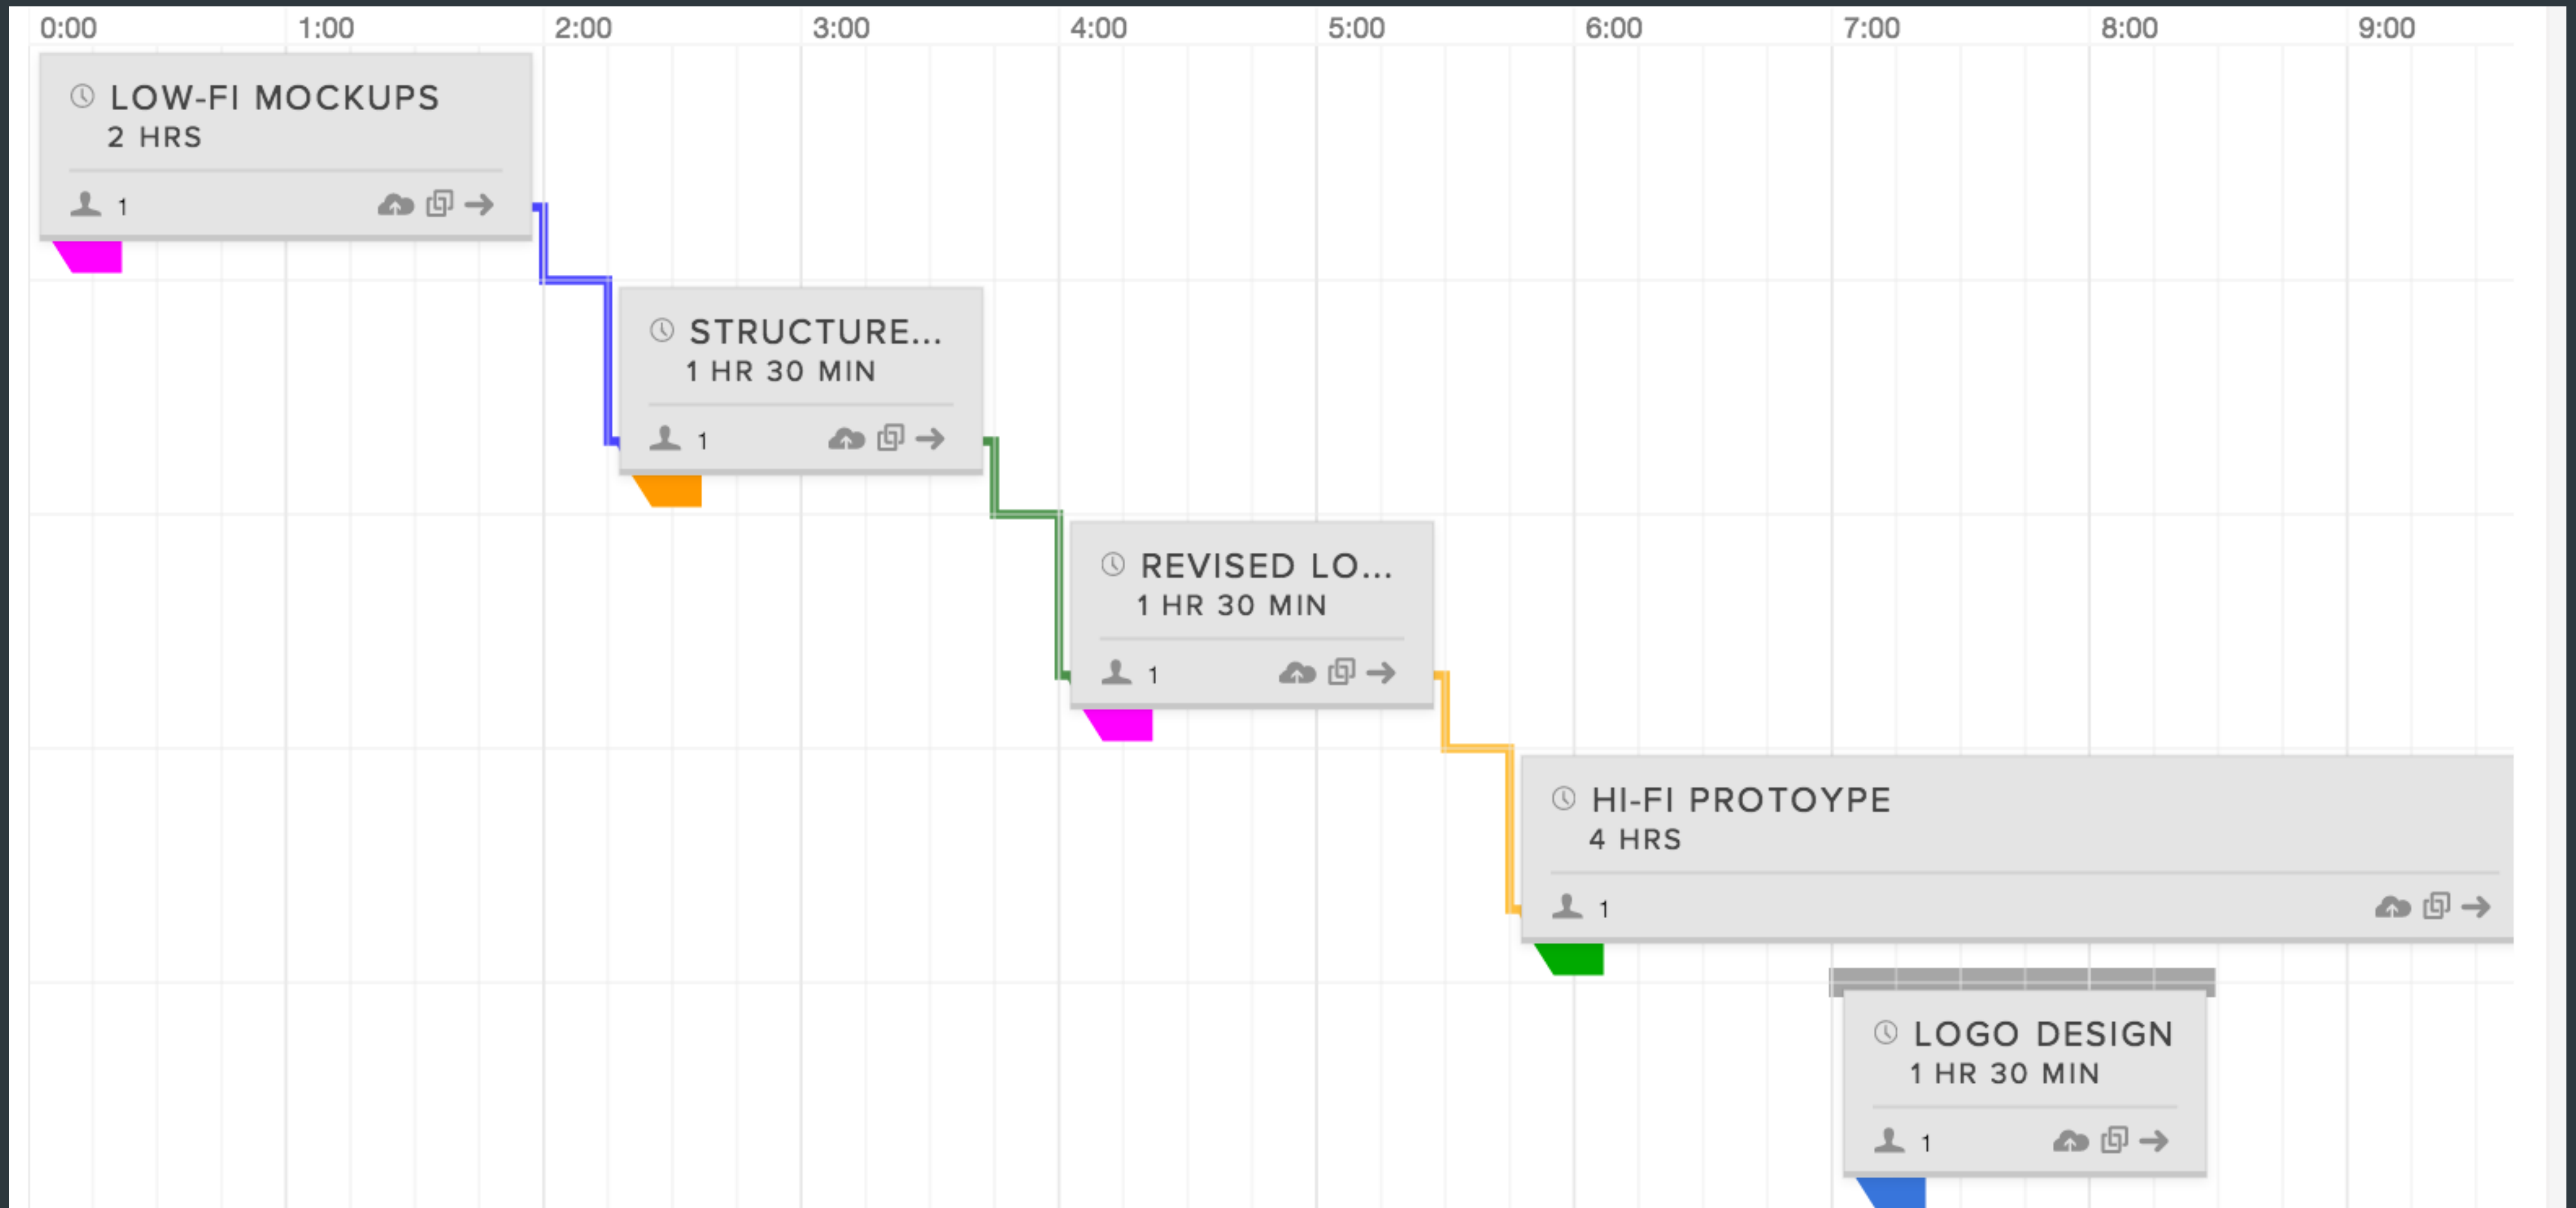 0:00 1:00 2:00 3:00 4:00 5:00 6:00 7:00 8:00 9:00
LOW-FI MOCKUPS
2 HRS
1
STRUCTURE...
1 HR 30 MIN
1
REVISED LO...
1 HR 30 MIN
1
HI-FI PROTOYPE
4 HRS
1
LOGO DESIGN
1 HR 30 MIN
1